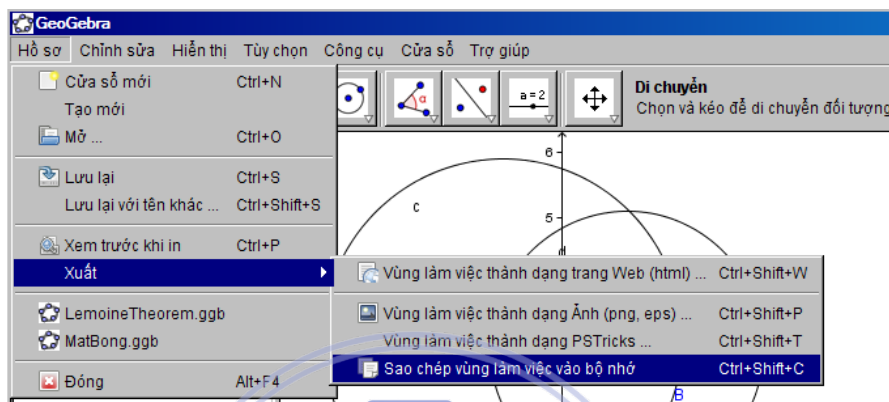 GeoGebra
Hồ sơ Chỉnh sửa Hiển thị Tùy chọn Công cụ Cửa sổ Trợ giúp
Cửa sổ mới Ctrl+N
Tạo mới
Mở ... Ctrl+O
Lưu lại Ctrl+S
Lưu lại với tên khác ... Ctrl+Shift+S
Xem trước khi in Ctrl+P
Xuất
LemoineTheorem.ggb
MatBong.ggb
Đóng Alt+F4
α
a=2
Di chuyển
Chọn và kéo để di chuyển đối tượng
6
c
5
d
Vùng làm việc thành dạng trang Web (html) ... Ctrl+Shift+W
Vùng làm việc thành dạng Ảnh (png, eps) ... Ctrl+Shift+P
Vùng làm việc thành dạng PSTricks ... Ctrl+Shift+T
Sao chép vùng làm việc vào bộ nhớ Ctrl+Shift+C
B